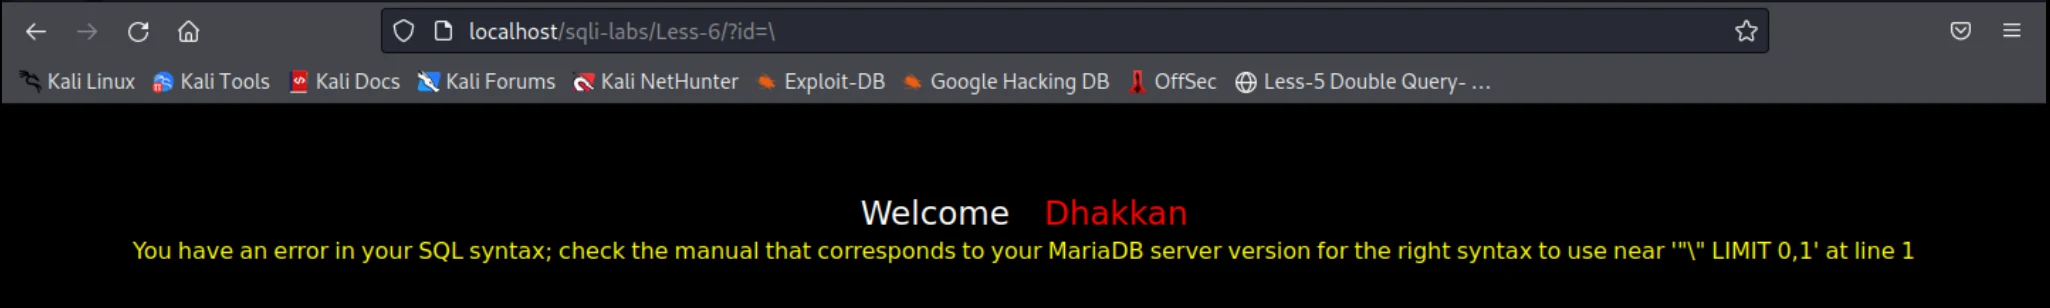 localhost/sqli-labs/Less-6/?id=\
Kali Linux Kali Tools Kali Docs Kali Forums Kali NetHunter Exploit-DB Google Hacking DB OffSec Less-5 Double Query- ...
Welcome Dhakkan
You have an error in your SQL syntax; check the manual that corresponds to your MariaDB server version for the right syntax to use near '"\" LIMIT 0,1' at line 1